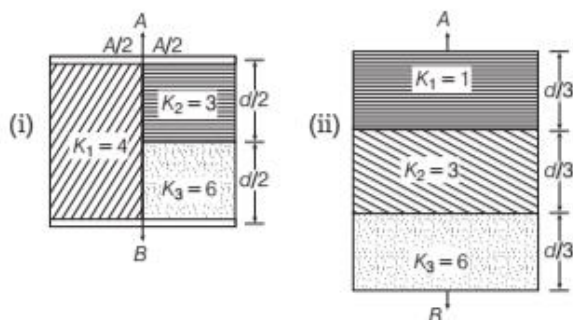 (i)
A
A/2 A/2
K₁ = 4
K₂ = 3
K₃ = 6
d/2
d/2
B
(ii)
A
K₁ = 1
K₂ = 3
K₃ = 6
d/3
d/3
d/3
B